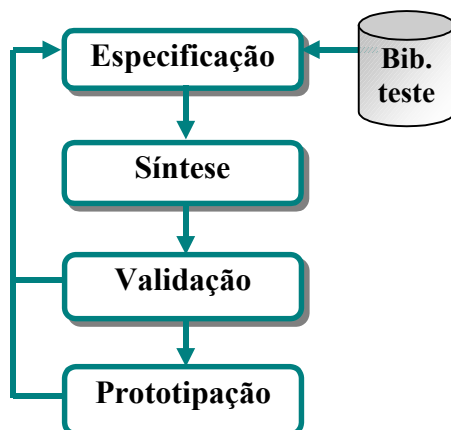 Especificação
Bib.
teste
Síntese
Validação
Prototipação